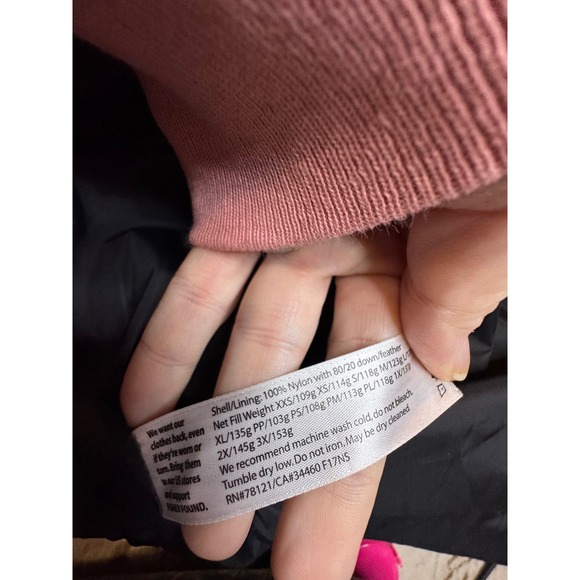 We want our
clothes back, even
if they're worn or
torn. Bring them
to our US stores
and support
FISHER FOUND.
Shell/Lining: 100% Nylon with 80/20 down/feather
Net Fill Weight XXS/109g XS/114g S/118g M/123g
XL/135g PP/103g PS/108g PM/113g PL/118g
2X/145g 3X/153g
We recommend machine wash cold, do not bleach.
Tumble dry low. Do not iron. May be dry cleaned.
RN#78121/CA#34460 F17NS